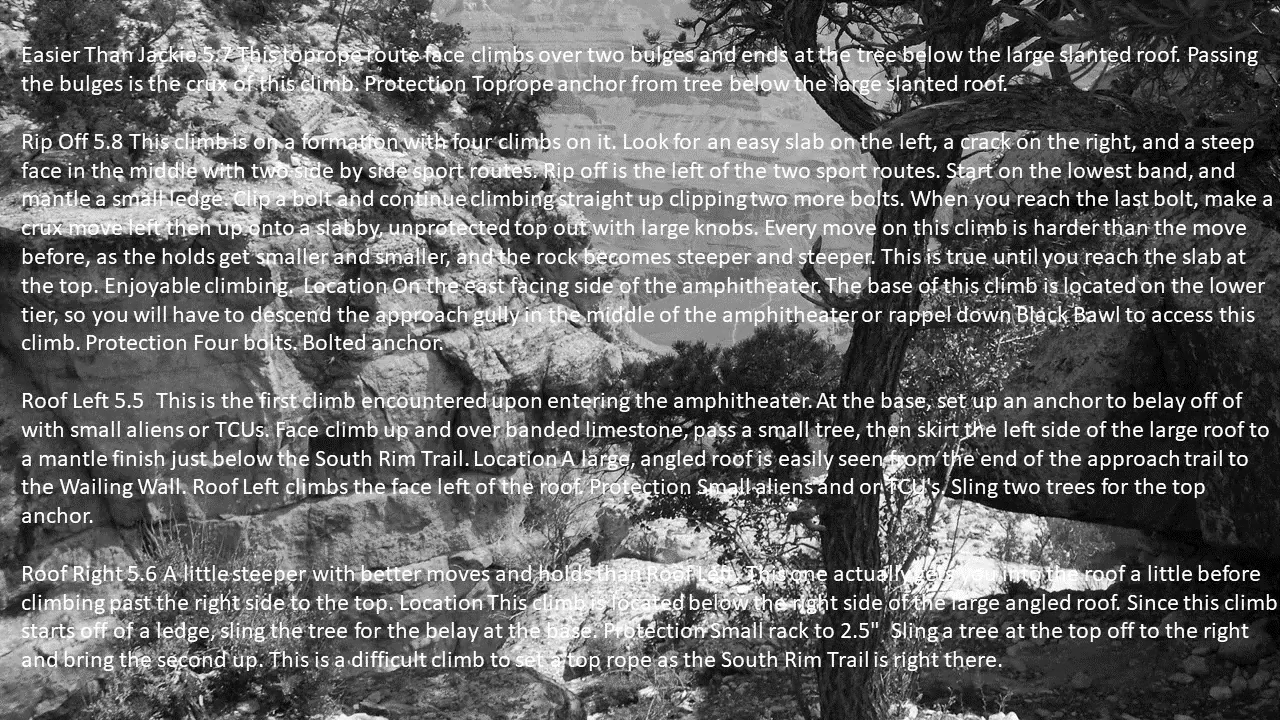 Easier Than Jackie 5.7 This toprope route face climbs over two bulges and ends at the tree below the large slanted roof. Passing
the bulges is the crux of this climb. Protection Toprope anchor from tree below the large slanted roof.
Rip Off 5.8 This climb is on a formation with four climbs on it. Look for an easy slab on the left, a crack on the right, and a steep
face in the middle with two side by side sport routes. Rip off is the left of the two sport routes. Start on the lowest band, and
mantle a small ledge. Clip a bolt and continue climbing straight up clipping two more bolts. When you reach the last bolt, make a
crux move left then up onto a slabby, unprotected top out with large knobs. Every move on this climb is harder than the move
before, as the holds get smaller and smaller, and the rock becomes steeper and steeper. This is true until you reach the slab at
the top. Enjoyable climbing.  Location On the east facing side of the amphitheater. The base of this climb is located on the lower
tier, so you will have to descend the approach gully in the middle of the amphitheater or rappel down Black Bawl to access this
climb. Protection Four bolts. Bolted anchor.
Roof Left 5.5  This is the first climb encountered upon entering the amphitheater. At the base, set up an anchor to belay off of
with small aliens or TCUs. Face climb up and over banded limestone, pass a small tree, then skirt the left side of the large roof to
a mantle finish just below the South Rim Trail. Location A large, angled roof is easily seen from the end of the approach trail to
the Wailing Wall. Roof Left climbs the face left of the roof. Protection Small aliens and or TCU's. Sling two trees for the top
anchor.
Roof Right 5.6 A little steeper with better moves and holds than Roof Left. This one actually gets you into the roof a little before
climbing past the right side to the top. Location This climb is located below the right side of the large angled roof. Since this climb
starts off of a ledge, sling the tree for the belay at the base. Protection Small rack to 2.5"  Sling a tree at the top off to the right
and bring the second up. This is a difficult climb to set a top rope as the South Rim Trail is right there.